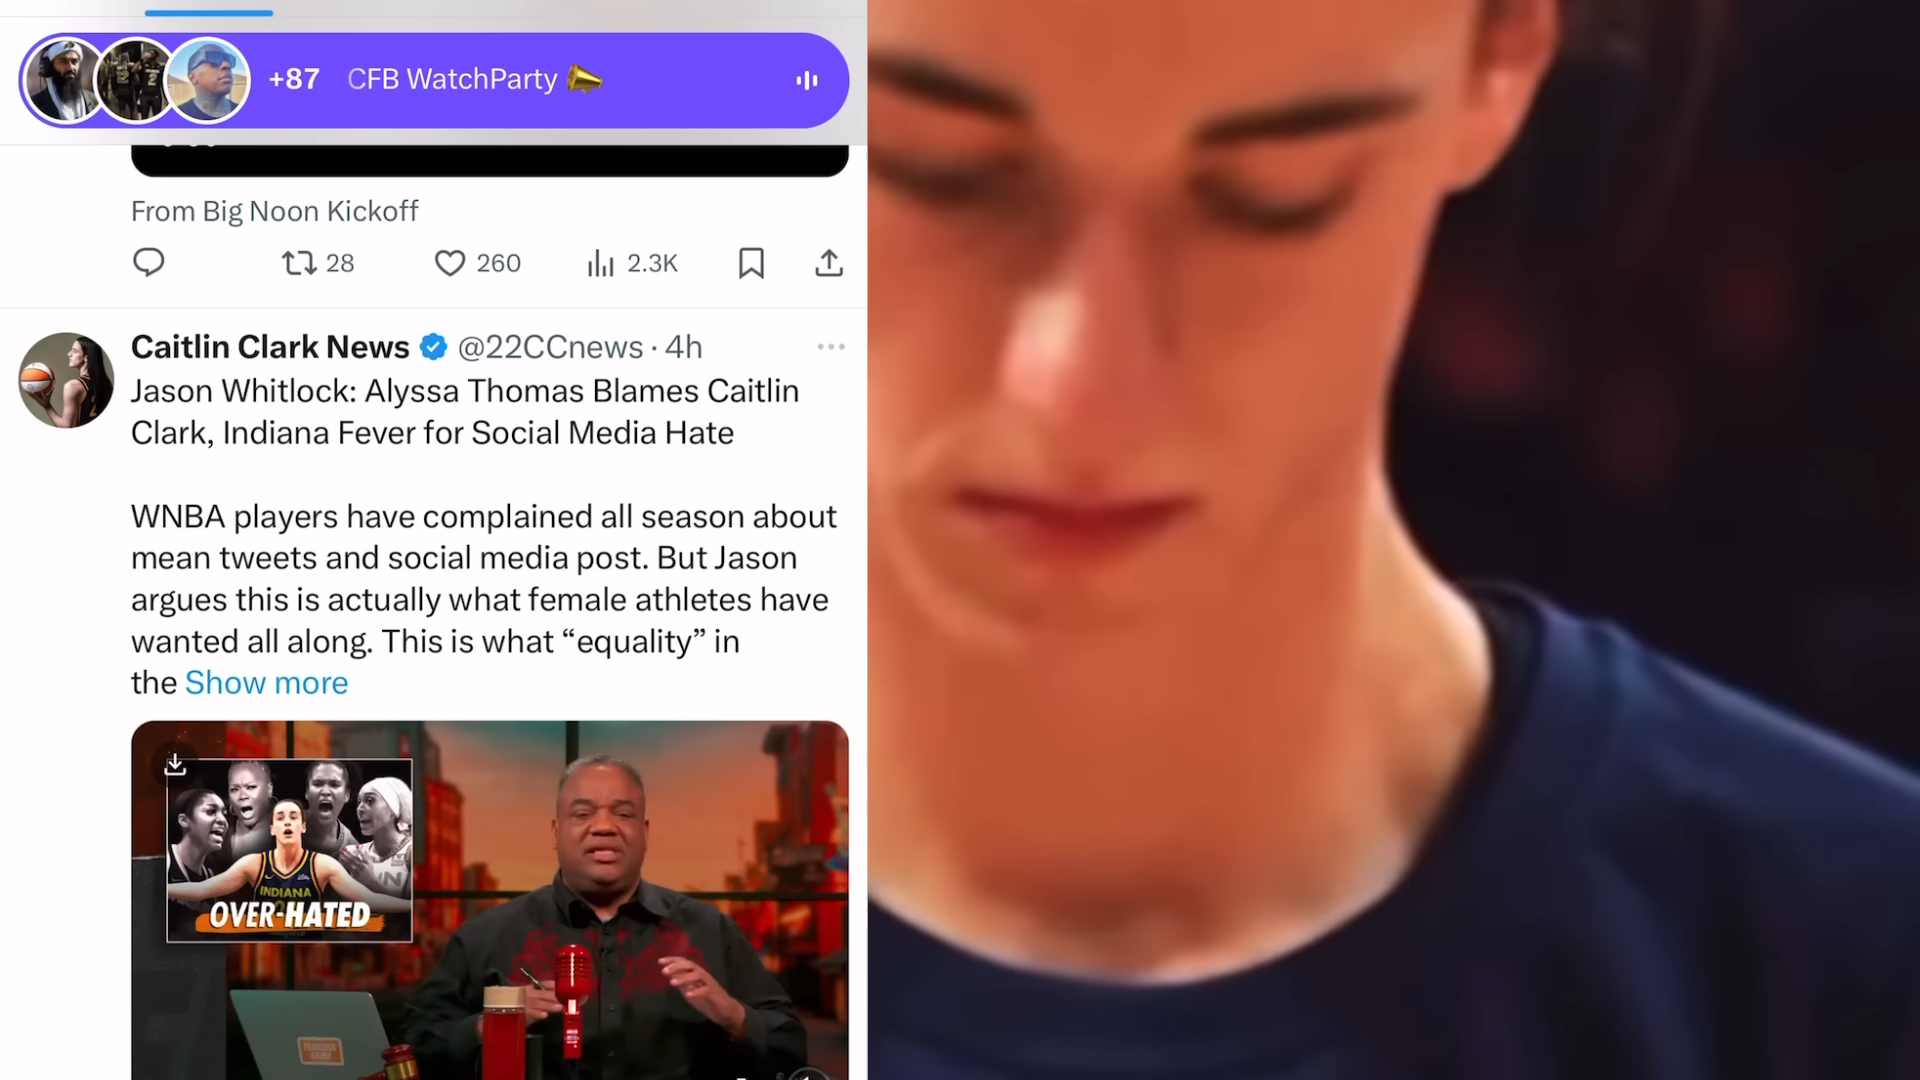 +87 CFB WatchParty
From Big Noon Kickoff
28 260 2.3K
Caitlin Clark News @22CCnews · 4h
Jason Whitlock: Alyssa Thomas Blames Caitlin
Clark, Indiana Fever for Social Media Hate
WNBA players have complained all season about
mean tweets and social media post. But Jason
argues this is actually what female athletes have
wanted all along. This is what “equality” in
the Show more
INDIANA
OVER-HATED
FEARLESS